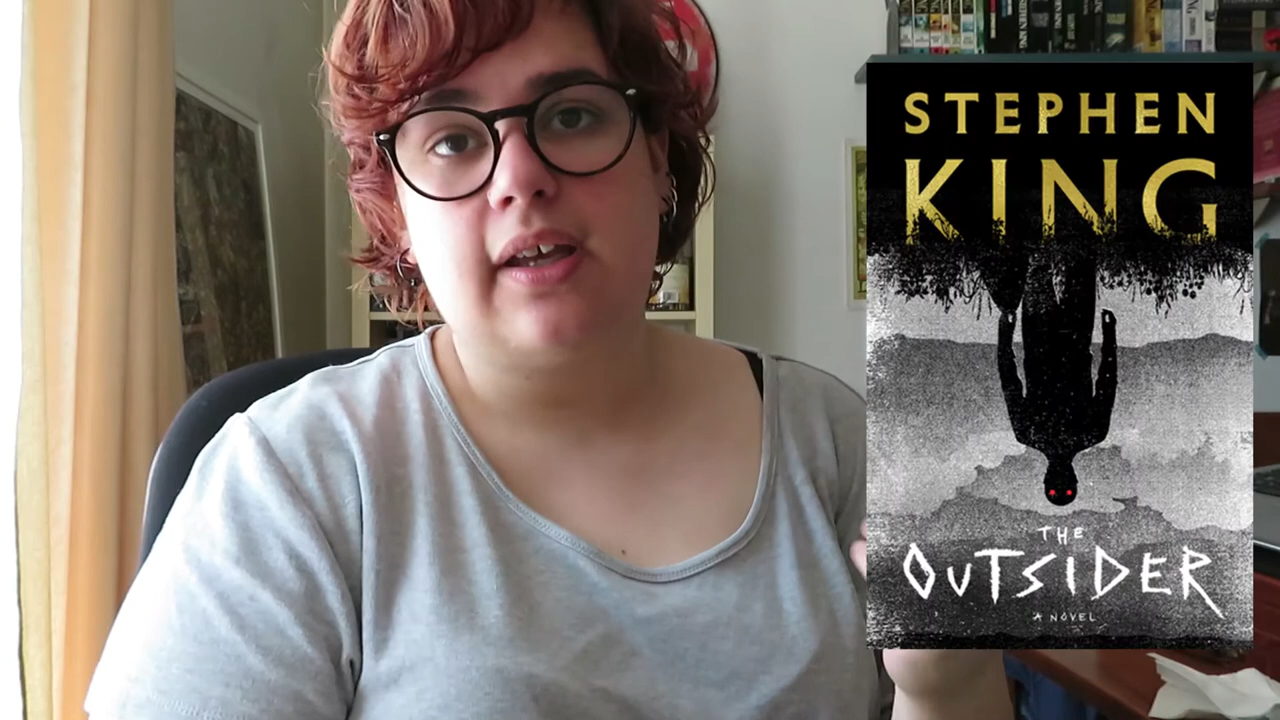 STEPHEN
KING
THE
OUTSIDER
A NOVEL